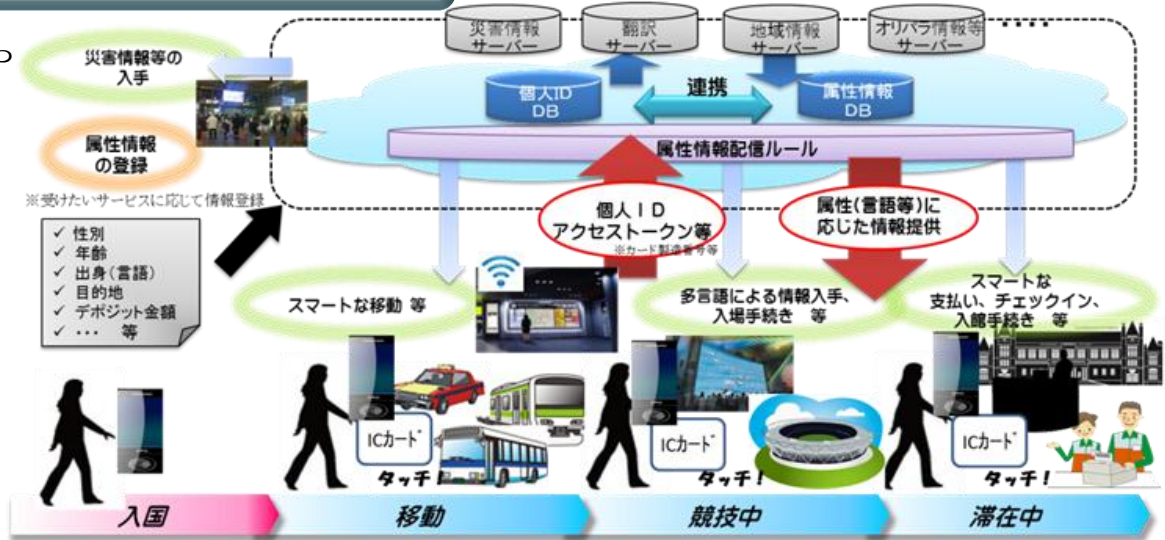 災害情報
サーバー
翻訳
サーバー
地域情報
サーバー
オリパラ情報等
サーバー
・・・・
っ
災害情報等の
入手
個人ID
DB
連携
属性情報
DB
属性情報
の登録
属性情報配信ルール
※受けたいサービスに応じて情報登録
✓ 性別
✓ 年齢
✓ 出身(言語)
✓ 目的地
✓ デポジット金額
✓ ・・・ 等
個人ID
アクセストークン等
※カード製造番号等
属性(言語等)に
応じた情報提供
スマートな移動 等
多言語による情報入手、
入場手続き 等
スマートな
支払い、チェックイン、
入館手続き 等
ICカード
タッチ!
ICカード
タッチ!
ICカード
タッチ!
入国
移動
競技中
滞在中